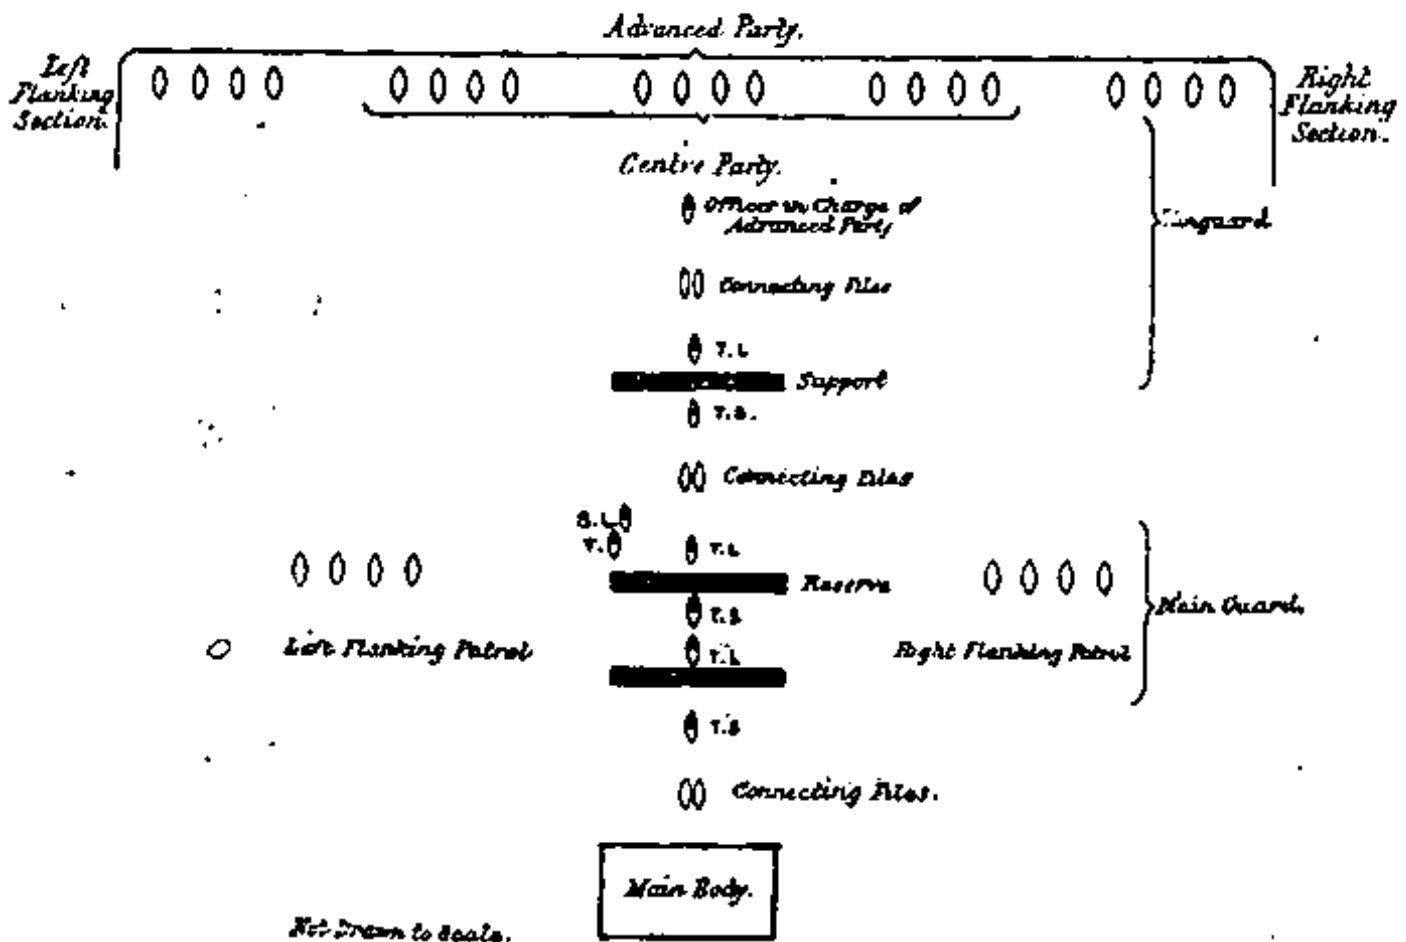 Advanced Party.
Left
Flanking
Section.
Right
Flanking
Section.
Centre Party.
Officer in Charge of
Advanced Party
Vanguard
Connecting Files
T.L
Support
T.S.
Connecting Files
S.L
T.
T.L
Reserve
T.S
Main Guard.
Left Flanking Patrol
T.L
Right Flanking Patrol
T.S
Connecting Files.
Main Body.
Not Drawn to Scale.